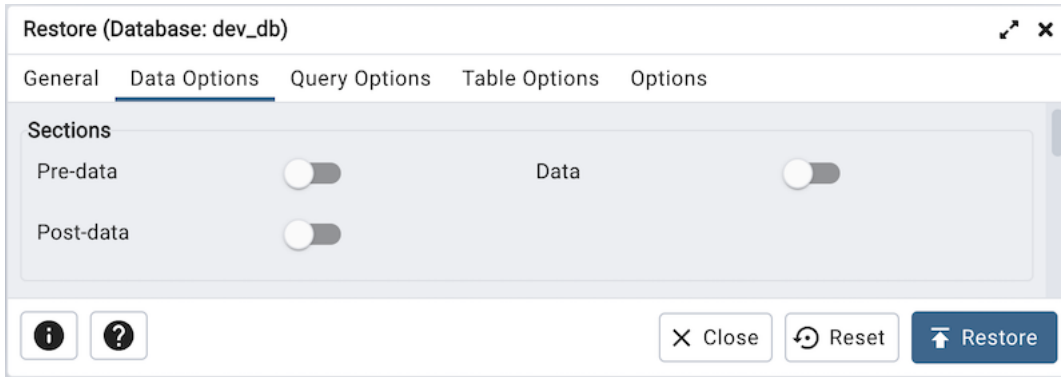 Restore (Database: dev_db)
General Data Options Query Options Table Options Options
Sections
Pre-data Data
Post-data
Close Reset Restore